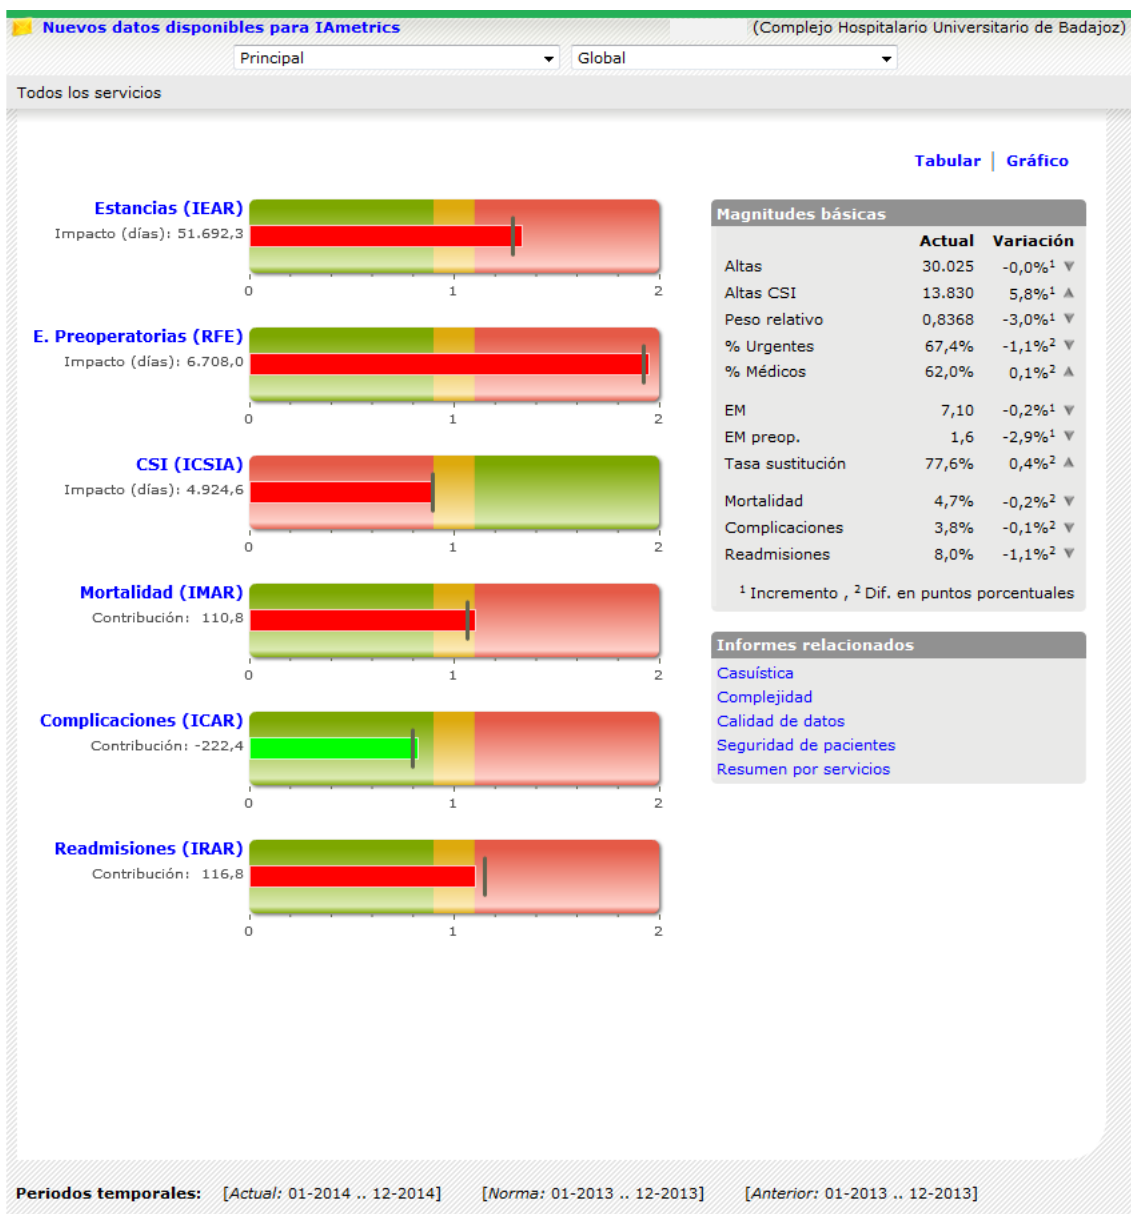 Nuevos datos disponibles para IAmetrics
(Complejo Hospitalario Universitario de Badajoz)
Principal
Global
Todos los servicios
Tabular | Gráfico
Estancias (IEAR)
Impacto (días): 51.692,3
0 1 2
E. Preoperatorias (RFE)
Impacto (días): 6.708,0
0 1 2
CSI (ICSIA)
Impacto (días): 4.924,6
0 1 2
Mortalidad (IMAR)
Contribución: 110,8
0 1 2
Complicaciones (ICAR)
Contribución: -222,4
0 1 2
Readmisiones (IRAR)
Contribución: 116,8
0 1 2
Magnitudes básicas
Actual Variación
Altas 30.025 -0,0%¹ ▼
Altas CSI 13.830 5,8%¹ ▲
Peso relativo 0,8368 -3,0%¹ ▼
% Urgentes 67,4% -1,1%² ▼
% Médicos 62,0% 0,1%² ▲
EM 7,10 -0,2%¹ ▼
EM preop. 1,6 -2,9%¹ ▼
Tasa sustitución 77,6% 0,4%² ▲
Mortalidad 4,7% -0,2%² ▼
Complicaciones 3,8% -0,1%² ▼
Readmisiones 8,0% -1,1%² ▼
¹ Incremento , ² Dif. en puntos porcentuales
Informes relacionados
Casuística
Complejidad
Calidad de datos
Seguridad de pacientes
Resumen por servicios
Periodos temporales: [Actual: 01-2014 .. 12-2014] [Norma: 01-2013 .. 12-2013] [Anterior: 01-2013 .. 12-2013]